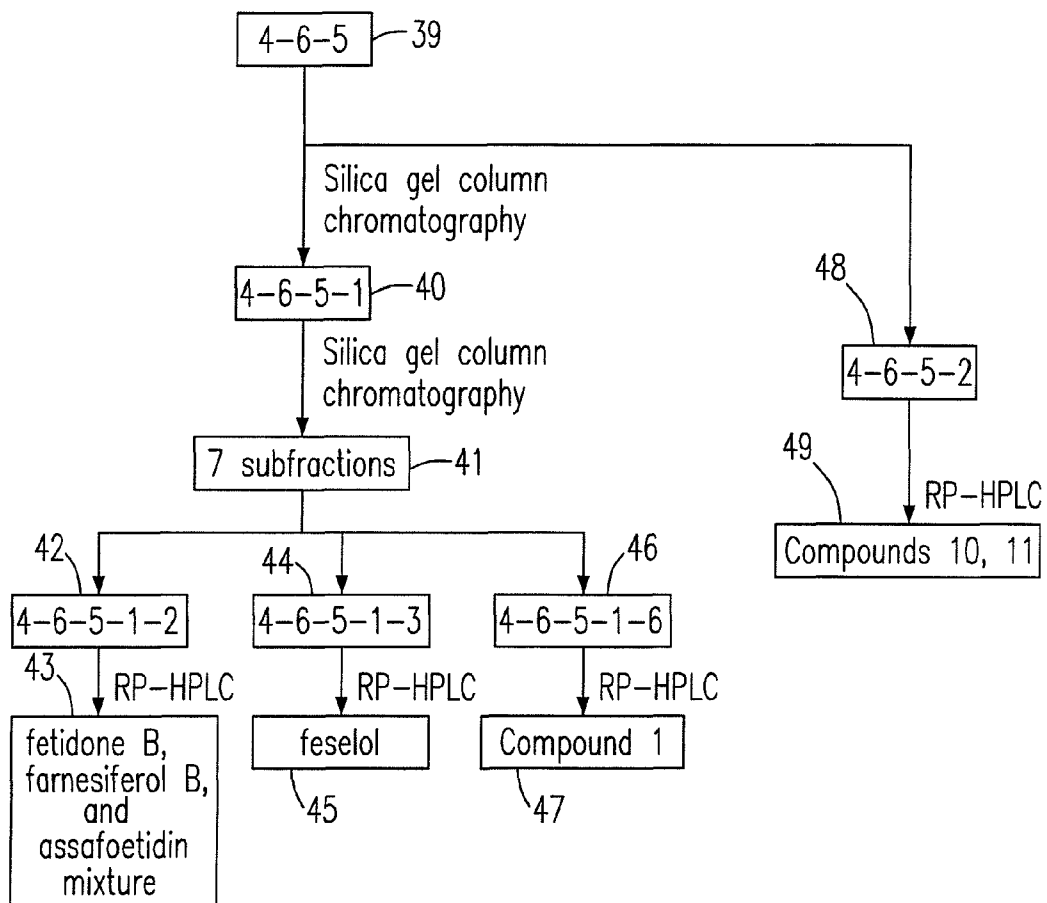 4-6-5
39
Silica gel column
chromatography
4-6-5-1
40
48
4-6-5-2
Silica gel column
chromatography
7 subfractions
41
49
RP-HPLC
Compounds 10, 11
42
44
46
4-6-5-1-2
4-6-5-1-3
4-6-5-1-6
43
RP-HPLC
RP-HPLC
RP-HPLC
fetidone B,
farnesiferol B,
and
assafoetidin
mixture
feselol
Compound 1
45
47